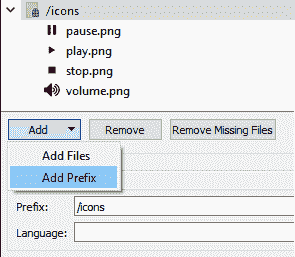 /icons
pause.png
play.png
stop.png
volume.png
Add Remove Remove Missing Files
Add Files
Add Prefix
Prefix: /icons
Language: